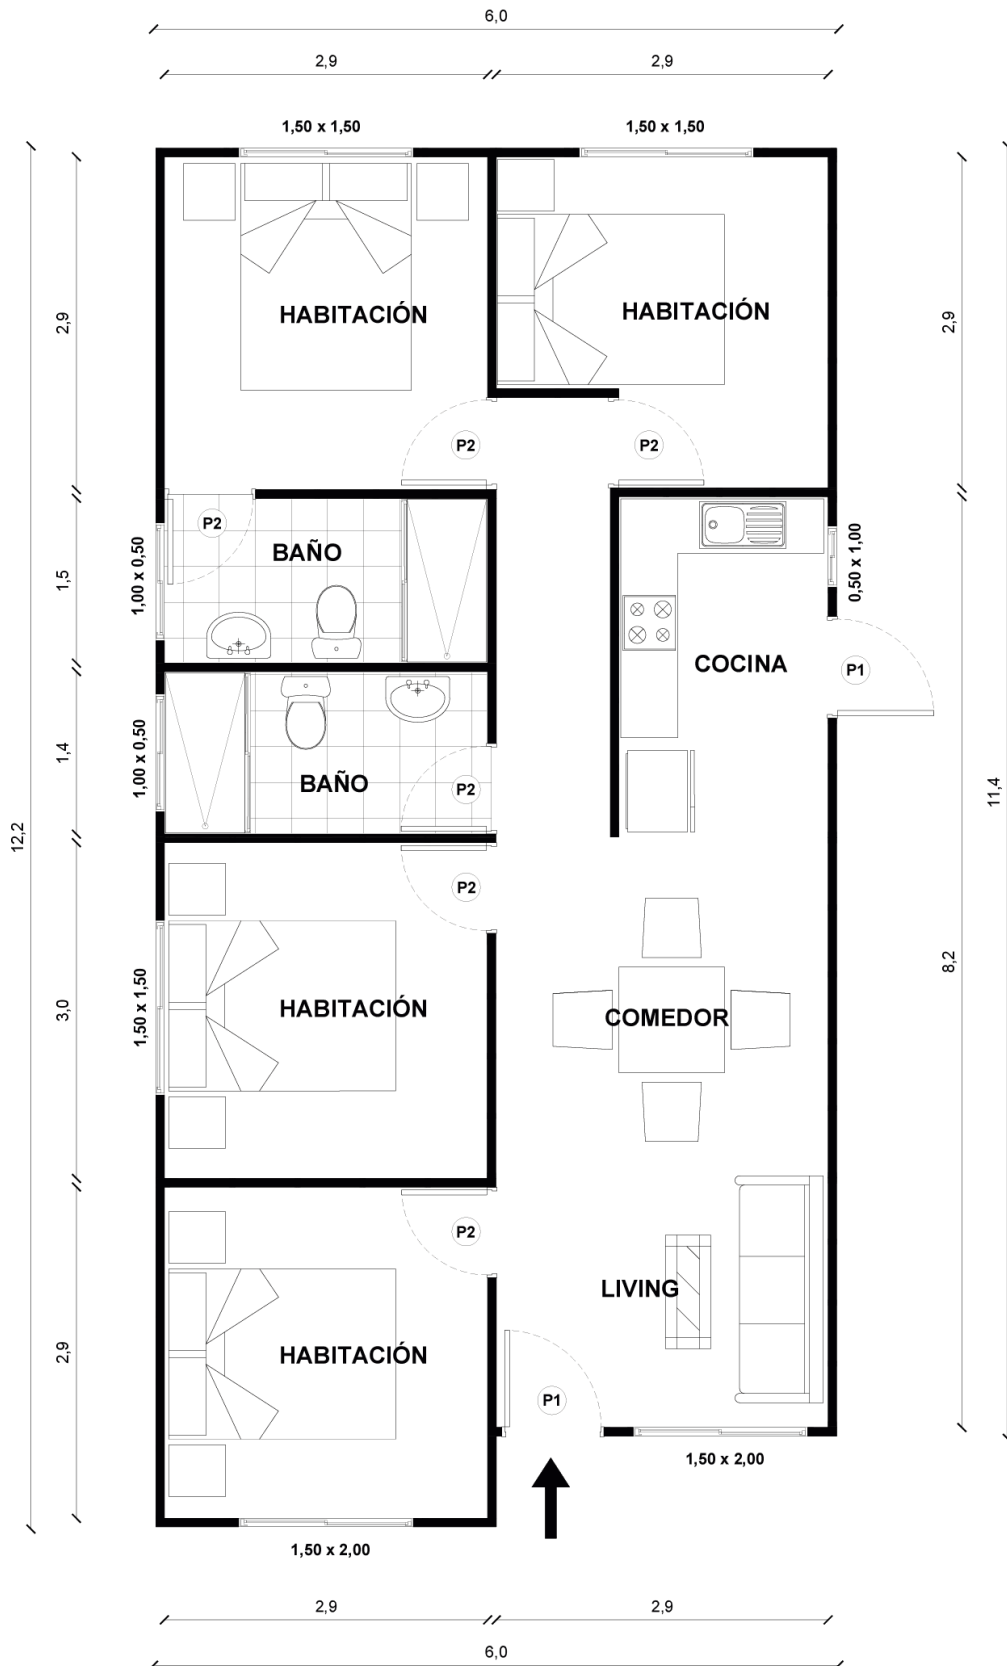 6,0
2,9
2,9
1,50 x 1,50
1,50 x 1,50
2,9
HABITACIÓN
HABITACIÓN
2,9
P2
P2
P2
BAÑO
1,00 x 0,50
0,50 x 1,00
1,5
COCINA
P1
1,4
1,00 x 0,50
BAÑO
P2
11,4
12,2
P2
8,2
3,0
1,50 x 1,50
HABITACIÓN
COMEDOR
P2
LIVING
2,9
HABITACIÓN
P1
1,50 x 2,00
1,50 x 2,00
2,9
2,9
6,0